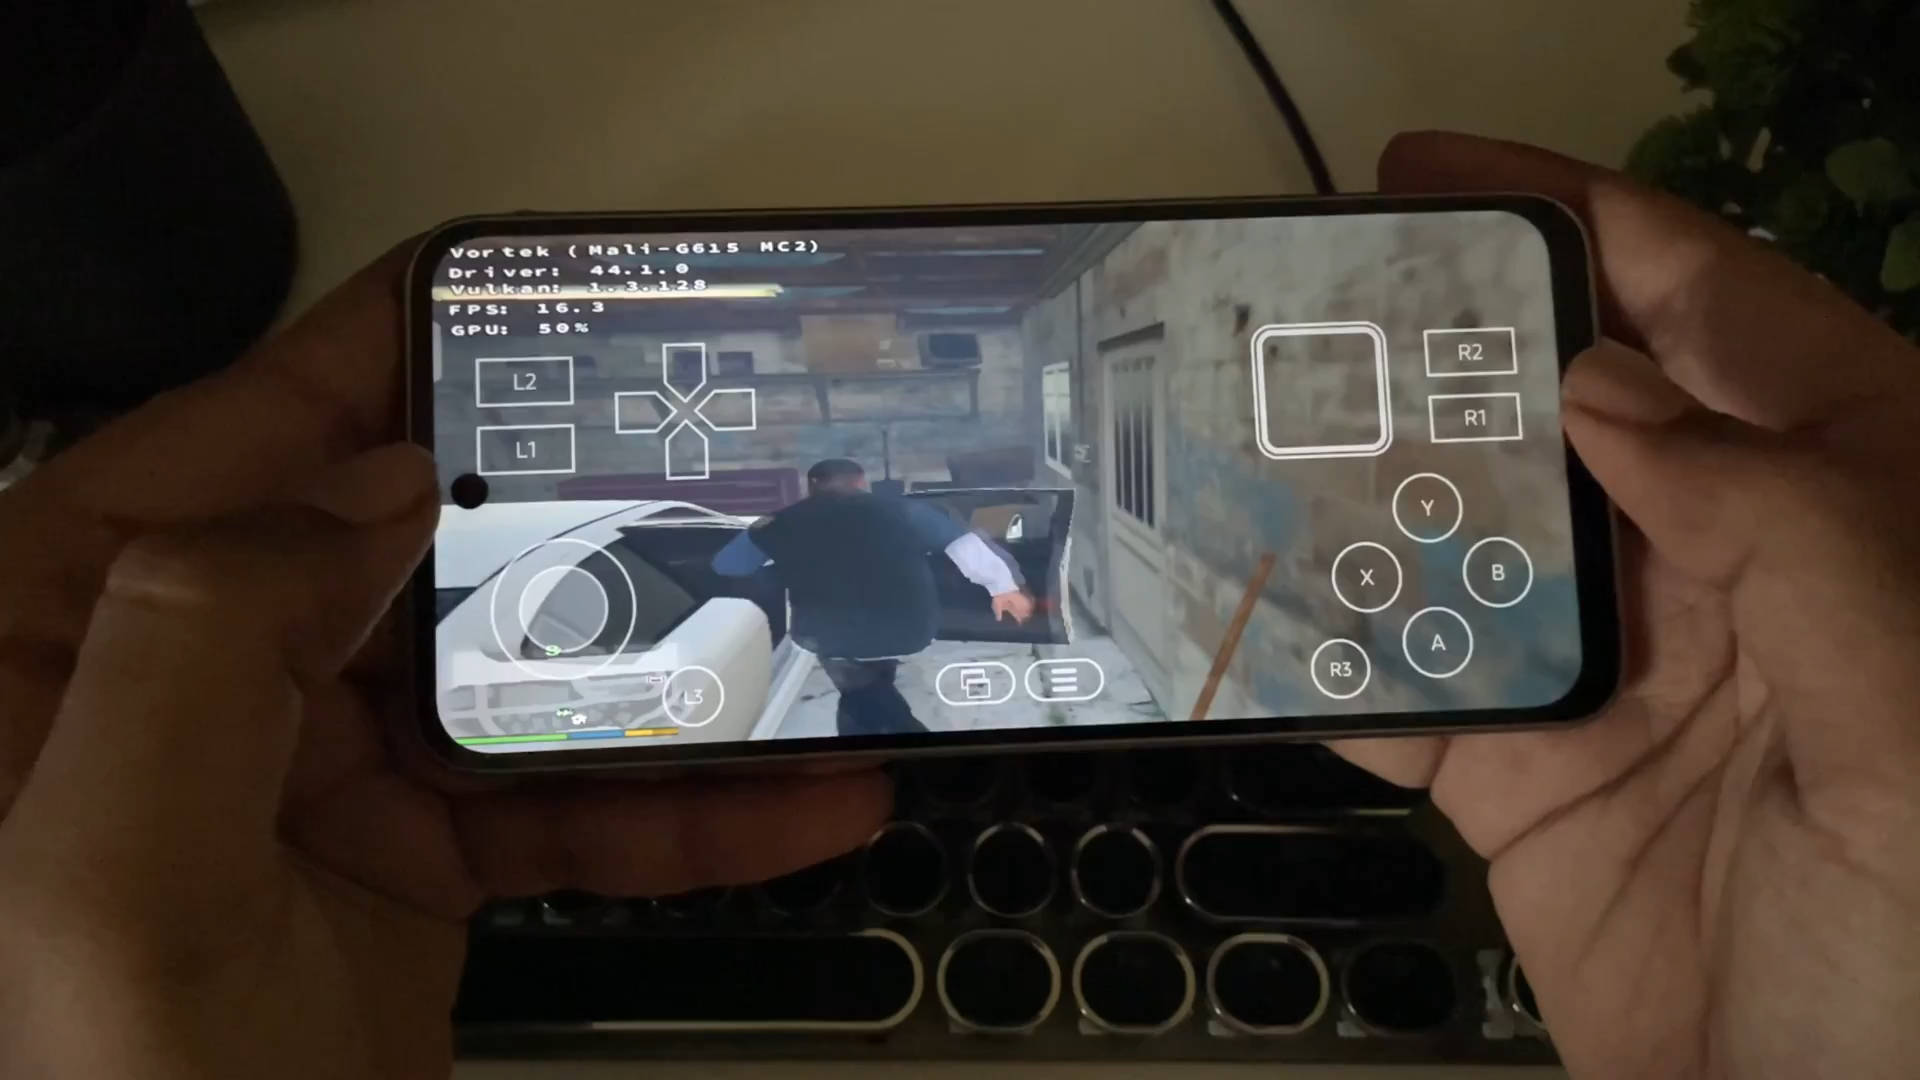 Vortek (Mali-G615 MC2)
Driver: 44.1.0
Vulkan: 1.3.128
FPS: 16.3
GPU: 50%
L2
L1
R2
R1
Y
X
B
A
R3
L3
S